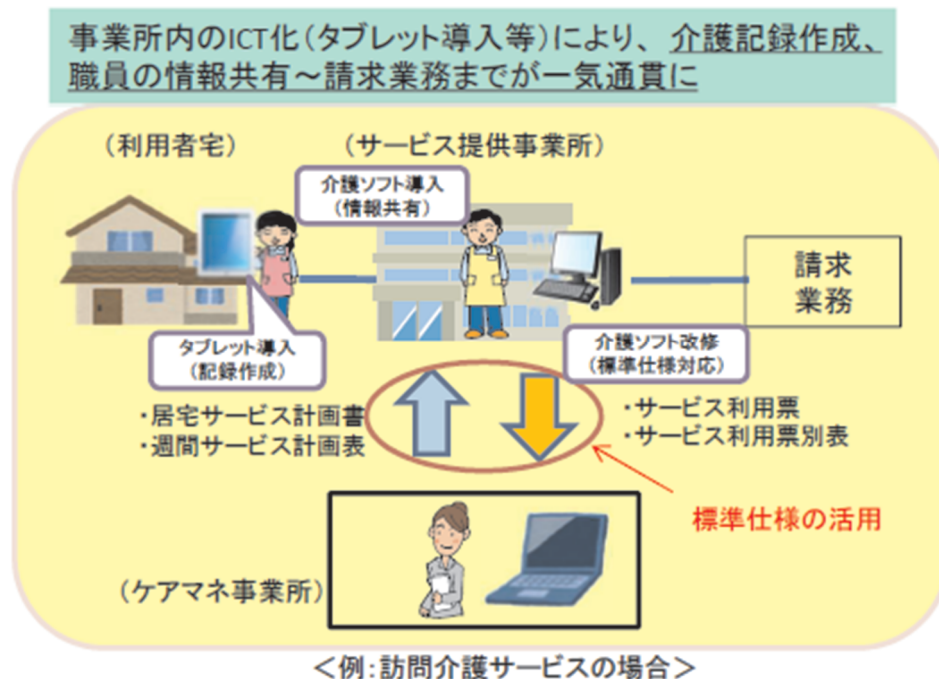 事業所内のICT化(タブレット導入等)により、介護記録作成、
職員の情報共有～請求業務までが一気通貫に
(利用者宅)
(サービス提供事業所)
介護ソフト導入
(情報共有)
請求
業務
タブレット導入
(記録作成)
介護ソフト改修
(標準仕様対応)
・居宅サービス計画書
・週間サービス計画表
・サービス利用票
・サービス利用票別表
標準仕様の活用
(ケアマネ事業所)
＜例:訪問介護サービスの場合＞